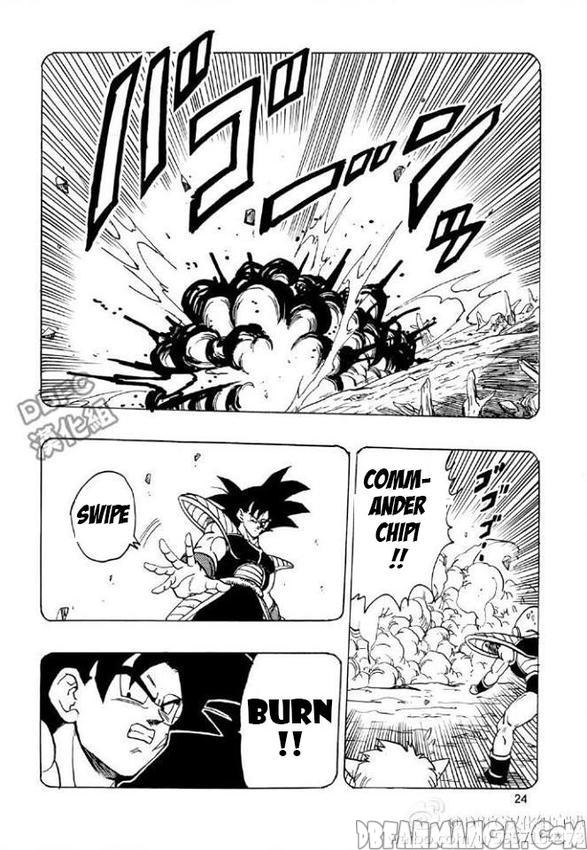 バゴーン
ッ
COMM-
ANDER
CHIPI
!!
ゴ
ゴ
ゴ
SWIPE
BURN
!!
DBFC
漢化組
24
DBFANMANGA.COM